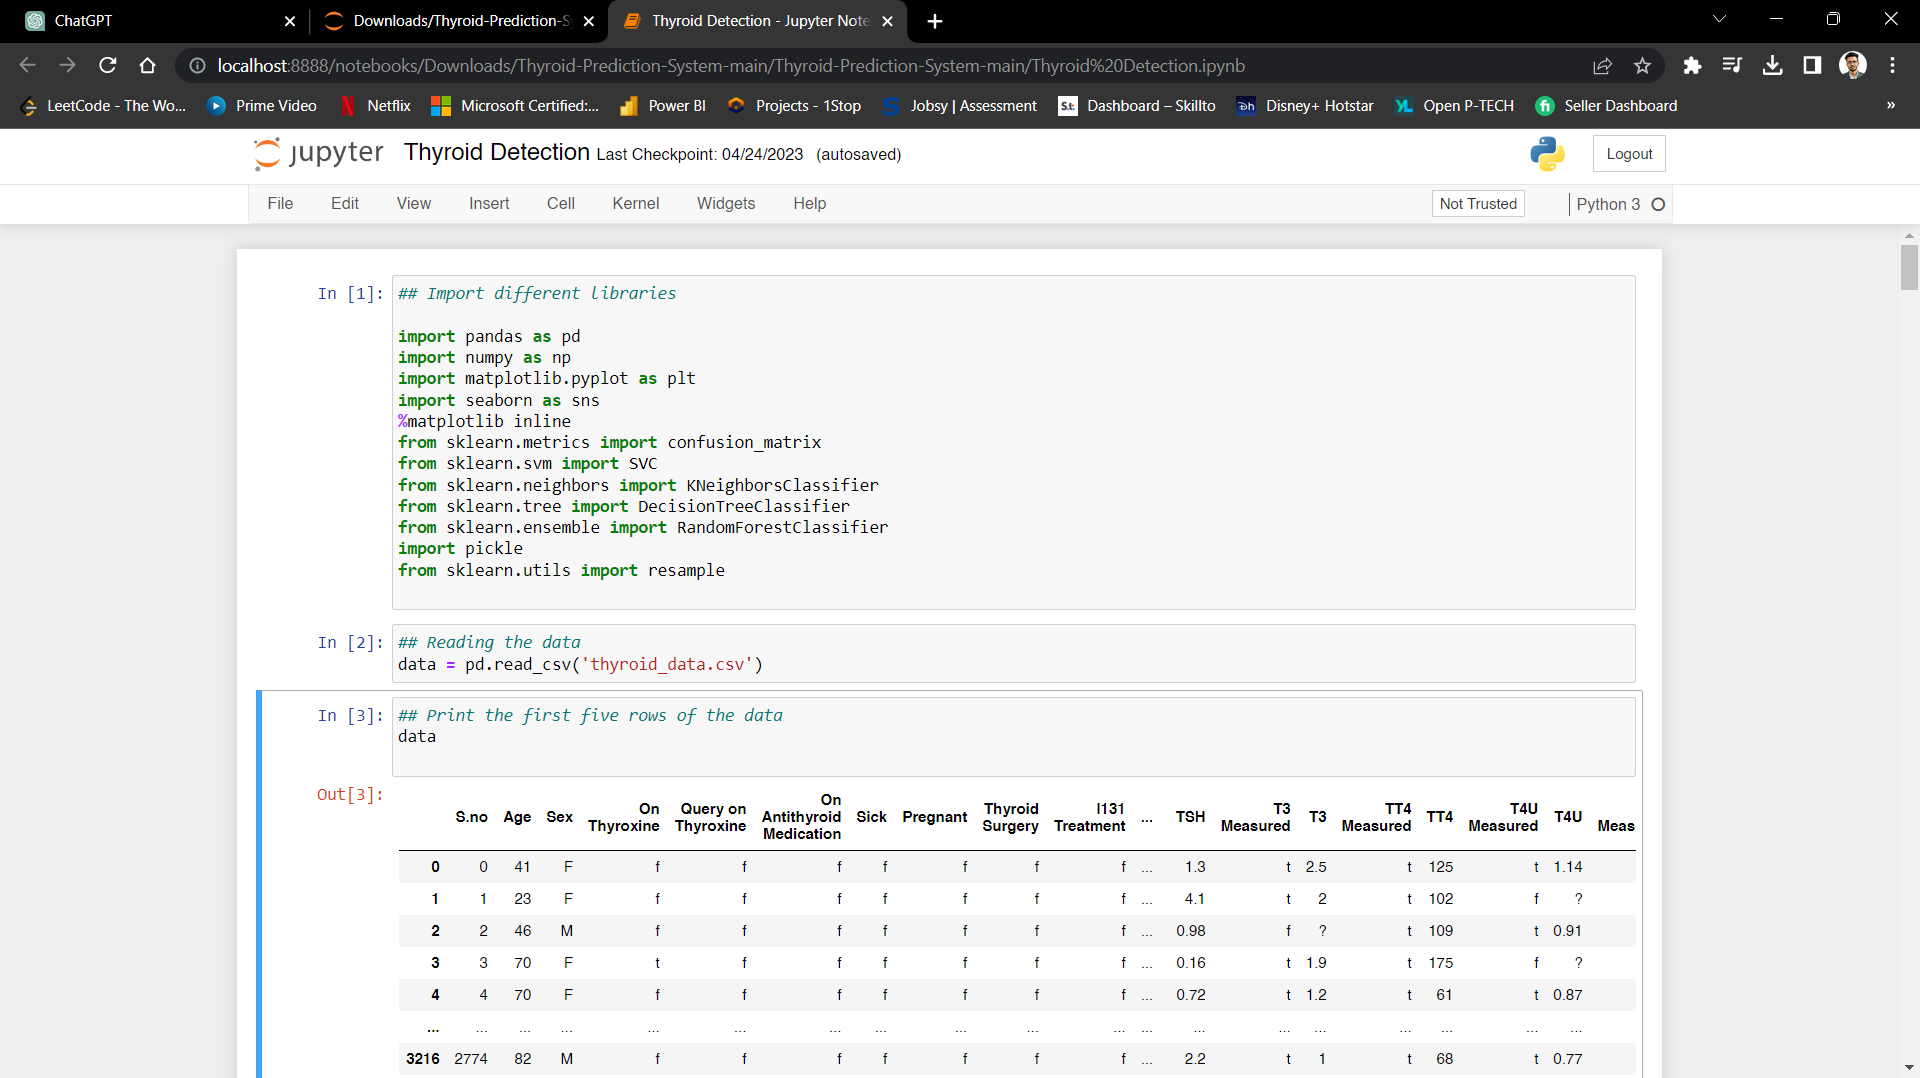 ChatGPT
Downloads/Thyroid-Prediction-S
Thyroid Detection - Jupyter Note
localhost:8888/notebooks/Downloads/Thyroid-Prediction-System-main/Thyroid-Prediction-System-main/Thyroid%20Detection.ipynb
LeetCode - The Wo... Prime Video Netflix Microsoft Certified:... Power BI Projects - 1Stop Jobsy | Assessment Dashboard – Skillto Disney+ Hotstar Open P-TECH Seller Dashboard »
jupyter Thyroid Detection Last Checkpoint: 04/24/2023 (autosaved) Logout
File Edit View Insert Cell Kernel Widgets Help Not Trusted Python 3
In [1]: ## Import different libraries
import pandas as pd
import numpy as np
import matplotlib.pyplot as plt
import seaborn as sns
%matplotlib inline
from sklearn.metrics import confusion_matrix
from sklearn.svm import SVC
from sklearn.neighbors import KNeighborsClassifier
from sklearn.tree import DecisionTreeClassifier
from sklearn.ensemble import RandomForestClassifier
import pickle
from sklearn.utils import resample
In [2]: ## Reading the data
data = pd.read_csv('thyroid_data.csv')
In [3]: ## Print the first five rows of the data
data
Out[3]:
S.no Age Sex On Thyroxine Query on Thyroxine On Antithyroid Medication Sick Pregnant Thyroid Surgery I131 Treatment ... TSH T3 Measured T3 TT4 Measured TT4 T4U Measured T4U Meas
0 0 41 F f f f f f f f ... 1.3 t 2.5 t 125 t 1.14
1 1 23 F f f f f f f f ... 4.1 t 2 t 102 f ?
2 2 46 M f f f f f f f ... 0.98 f ? t 109 t 0.91
3 3 70 F t f f f f f f ... 0.16 t 1.9 t 175 f ?
4 4 70 F f f f f f f f ... 0.72 t 1.2 t 61 t 0.87
... ... ... ... ... ... ... ... ... ... ... ... ... ... ... ... ... ... ...
3216 2774 82 M f f f f f f f ... 2.2 t 1 t 68 t 0.77